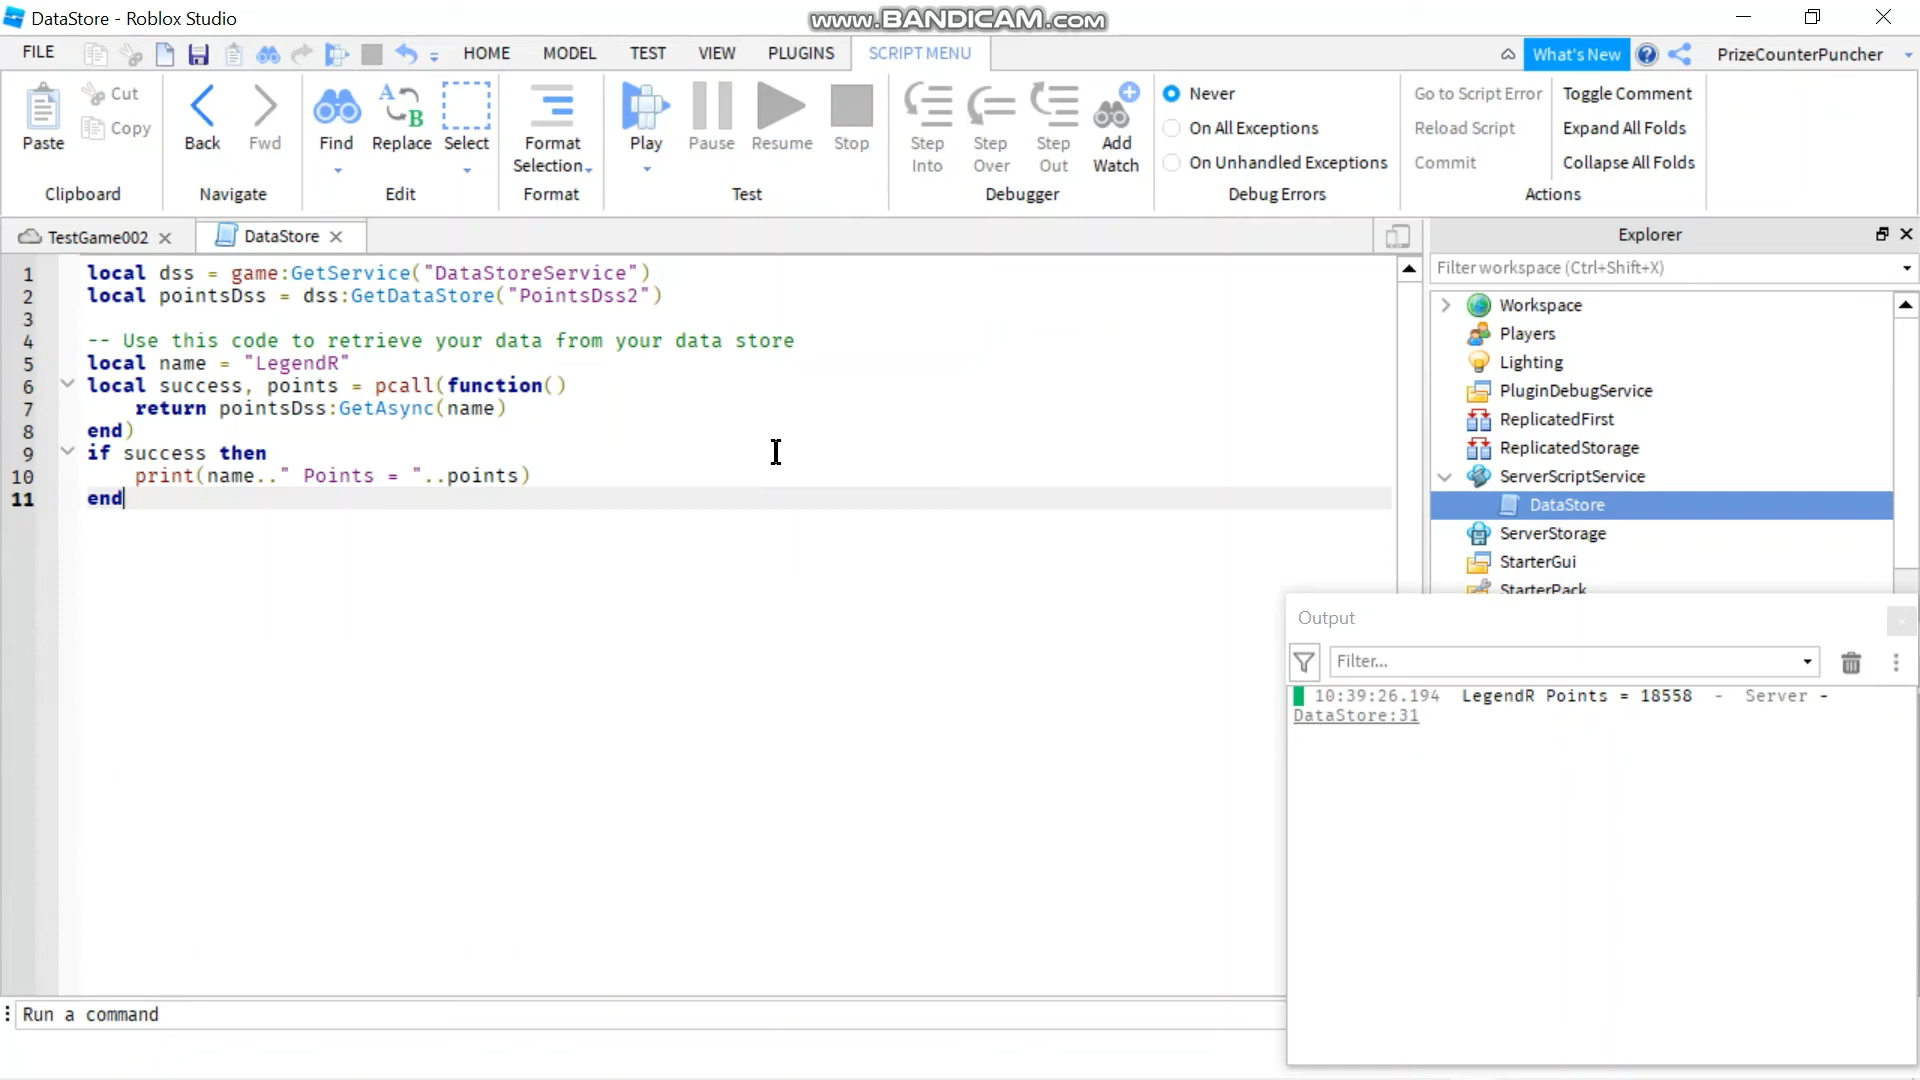 DataStore - Roblox Studio
www.BANDICAM.com
FILE HOME MODEL TEST VIEW PLUGINS SCRIPT MENU What's New PrizeCounterPuncher
Paste Cut Copy
Clipboard
Back Fwd
Navigate
Find Replace Select
Edit
Format Selection
Format
Play Pause Resume Stop
Test
Step Into Step Over Step Out Add Watch
Debugger
Never
On All Exceptions
On Unhandled Exceptions
Debug Errors
Go to Script Error Toggle Comment
Reload Script Expand All Folds
Commit Collapse All Folds
Actions
TestGame002 DataStore
1 local dss = game:GetService("DataStoreService")
2 local pointsDss = dss:GetDataStore("PointsDss2")
3
4 -- Use this code to retrieve your data from your data store
5 local name = "LegendR"
6 local success, points = pcall(function()
7 return pointsDss:GetAsync(name)
8 end)
9 if success then
10 print(name.." Points = "..points)
11 end
Explorer
Filter workspace (Ctrl+Shift+X)
Workspace
Players
Lighting
PluginDebugService
ReplicatedFirst
ReplicatedStorage
ServerScriptService
DataStore
ServerStorage
StarterGui
StarterPack
Output
Filter...
10:39:26.194 LegendR Points = 18558 - Server -
DataStore:31
Run a command